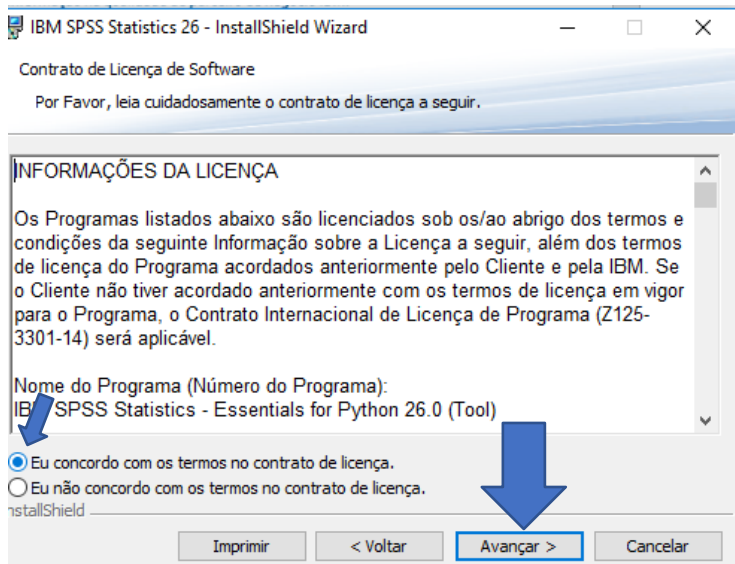 IBM SPSS Statistics 26 - InstallShield Wizard
Contrato de Licença de Software
Por Favor, leia cuidadosamente o contrato de licença a seguir.
INFORMAÇÕES DA LICENÇA
Os Programas listados abaixo são licenciados sob os/ao abrigo dos termos e
condições da seguinte Informação sobre a Licença a seguir, além dos termos
de licença do Programa acordados anteriormente pelo Cliente e pela IBM. Se
o Cliente não tiver acordado anteriormente com os termos de licença em vigor
para o Programa, o Contrato Internacional de Licença de Programa (Z125-
3301-14) será aplicável.
Nome do Programa (Número do Programa):
SPSS Statistics - Essentials for Python 26.0 (Tool)
Eu concordo com os termos no contrato de licença.
Eu não concordo com os termos no contrato de licença.
nstallShield
Imprimir
< Voltar
Avançar >
Cancelar